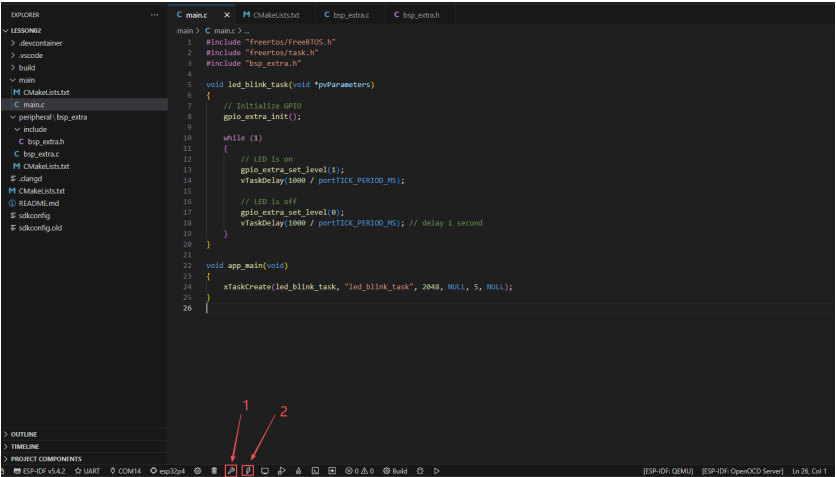 EXPLORER
LESSON02
.devcontainer
.vscode
build
main
CMakeLists.txt
main.c
peripheral \ bsp_extra
include
bsp_extra.h
bsp_extra.c
CMakeLists.txt
.clangd
CMakeLists.txt
README.md
sdkconfig
sdkconfig.old
OUTLINE
TIMELINE
PROJECT COMPONENTS
main.c
CMakeLists.txt
bsp_extra.c
bsp_extra.h
main > C main.c > ...
1 #include "freertos/FreeRTOS.h"
2 #include "freertos/task.h"
3 #include "bsp_extra.h"
4
5 void led_blink_task(void *pvParameters)
6 {
7 // Initialize GPIO
8 gpio_extra_init();
9
10 while (1)
11 {
12 // LED is on
13 gpio_extra_set_level(1);
14 vTaskDelay(1000 / portTICK_PERIOD_MS);
15
16 // LED is off
17 gpio_extra_set_level(0);
18 vTaskDelay(1000 / portTICK_PERIOD_MS); // delay 1 second
19 }
20 }
21
22 void app_main(void)
23 {
24 xTaskCreate(led_blink_task, "led_blink_task", 2048, NULL, 5, NULL);
25 }
26
1
2
ESP-IDF v5.4.2 UART COM14 esp32p4 0 0 Build [ESP-IDF: QEMU] [ESP-IDF: OpenOCD Server] Ln 26, Col 1